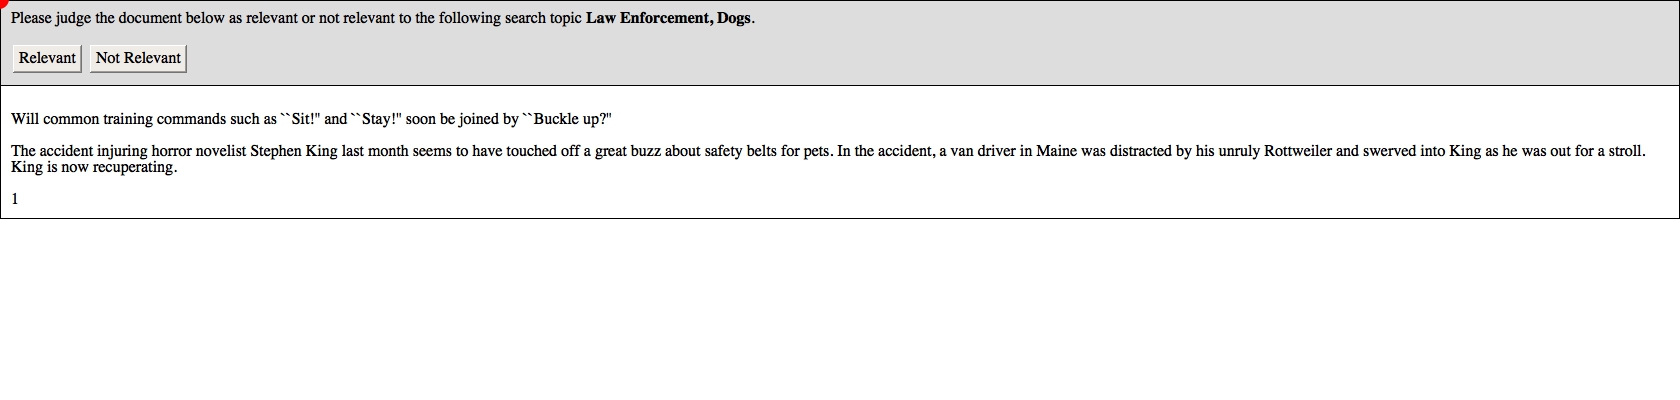 Please judge the document below as relevant or not relevant to the following search topic Law Enforcement, Dogs.
Relevant Not Relevant
Will common training commands such as ``Sit!'' and ``Stay!'' soon be joined by ``Buckle up?''
The accident injuring horror novelist Stephen King last month seems to have touched off a great buzz about safety belts for pets. In the accident, a van driver in Maine was distracted by his unruly Rottweiler and swerved into King as he was out for a stroll.
King is now recuperating.
1